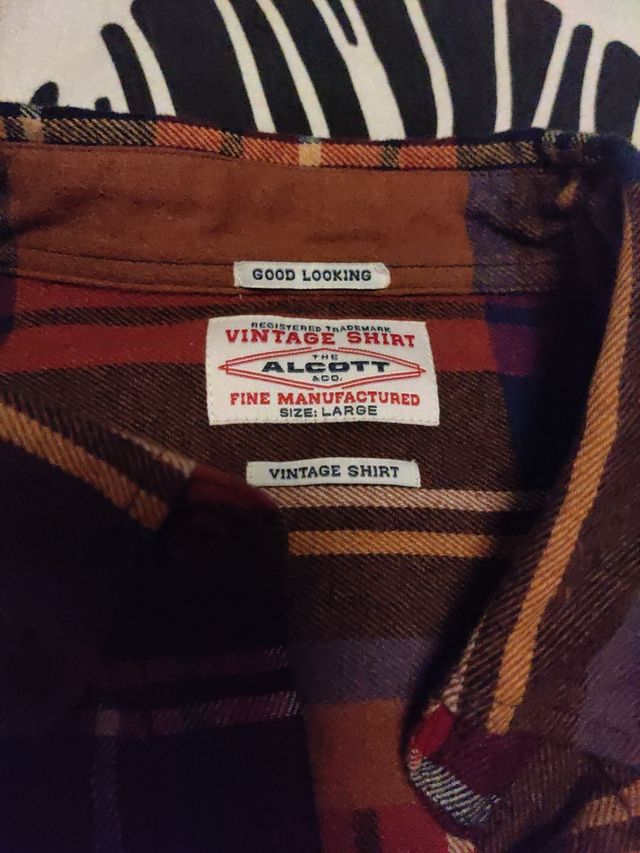 GOOD LOOKING
REGISTERED TRADEMARK
VINTAGE SHIRT
THE
ALCOTT
&CO.
FINE MANUFACTURED
SIZE: LARGE
VINTAGE SHIRT